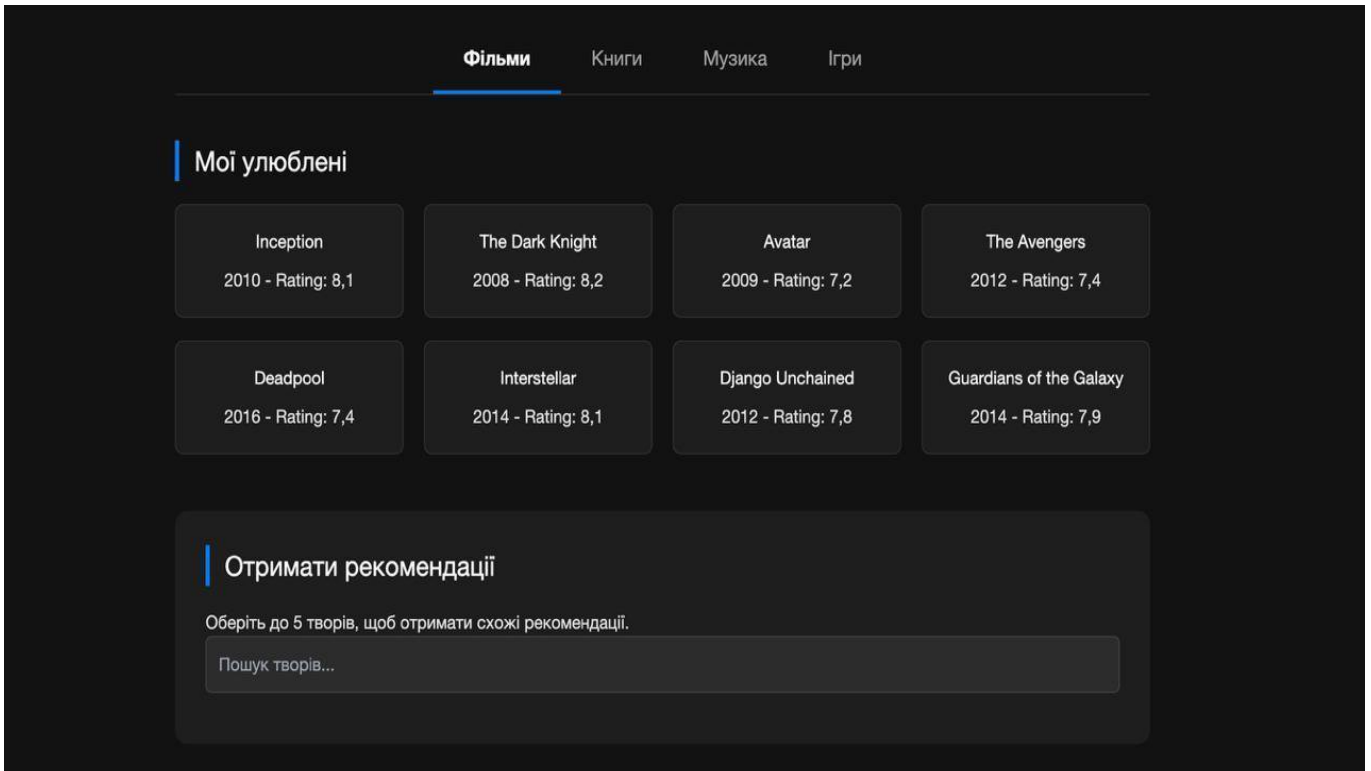 Фільми Книги Музика Ігри
Мої улюблені
Inception
2010 - Rating: 8,1
The Dark Knight
2008 - Rating: 8,2
Avatar
2009 - Rating: 7,2
The Avengers
2012 - Rating: 7,4
Deadpool
2016 - Rating: 7,4
Interstellar
2014 - Rating: 8,1
Django Unchained
2012 - Rating: 7,8
Guardians of the Galaxy
2014 - Rating: 7,9
Отримати рекомендації
Оберіть до 5 творів, щоб отримати схожі рекомендації.
Пошук творів...